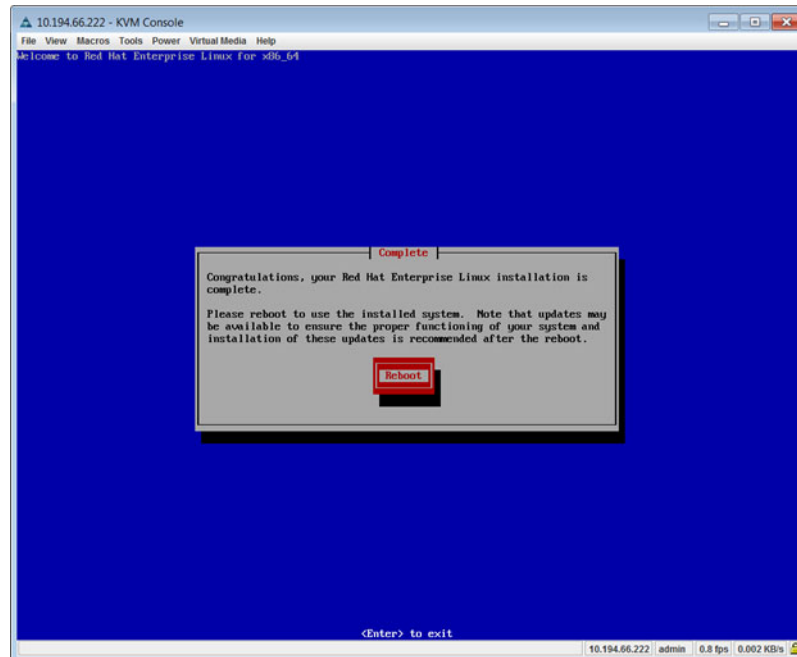 10.194.66.222 - KVM Console
File View Macros Tools Power Virtual Media Help
Welcome to Red Hat Enterprise Linux for x86_64
Complete
Congratulations, your Red Hat Enterprise Linux installation is
complete.
Please reboot to use the installed system. Note that updates may
be available to ensure the proper functioning of your system and
installation of these updates is recommended after the reboot.
Reboot
<Enter> to exit
10.194.66.222 admin 0.8 fps 0.002 KB/s